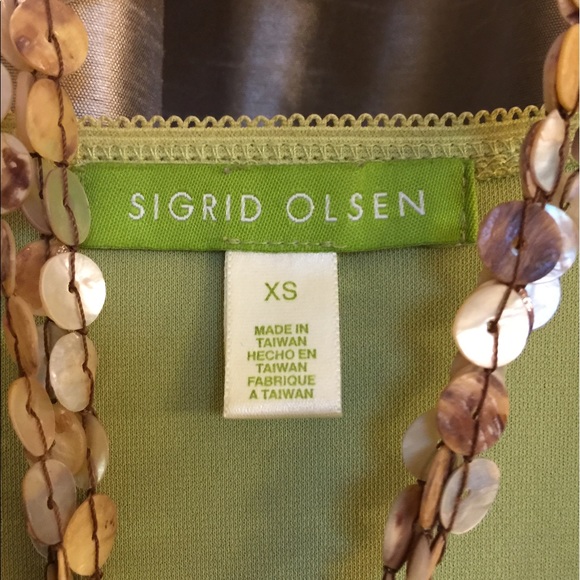 SIGRID OLSEN
XS
MADE IN
TAIWAN
HECHO EN
TAIWAN
FABRIQUE
A TAIWAN